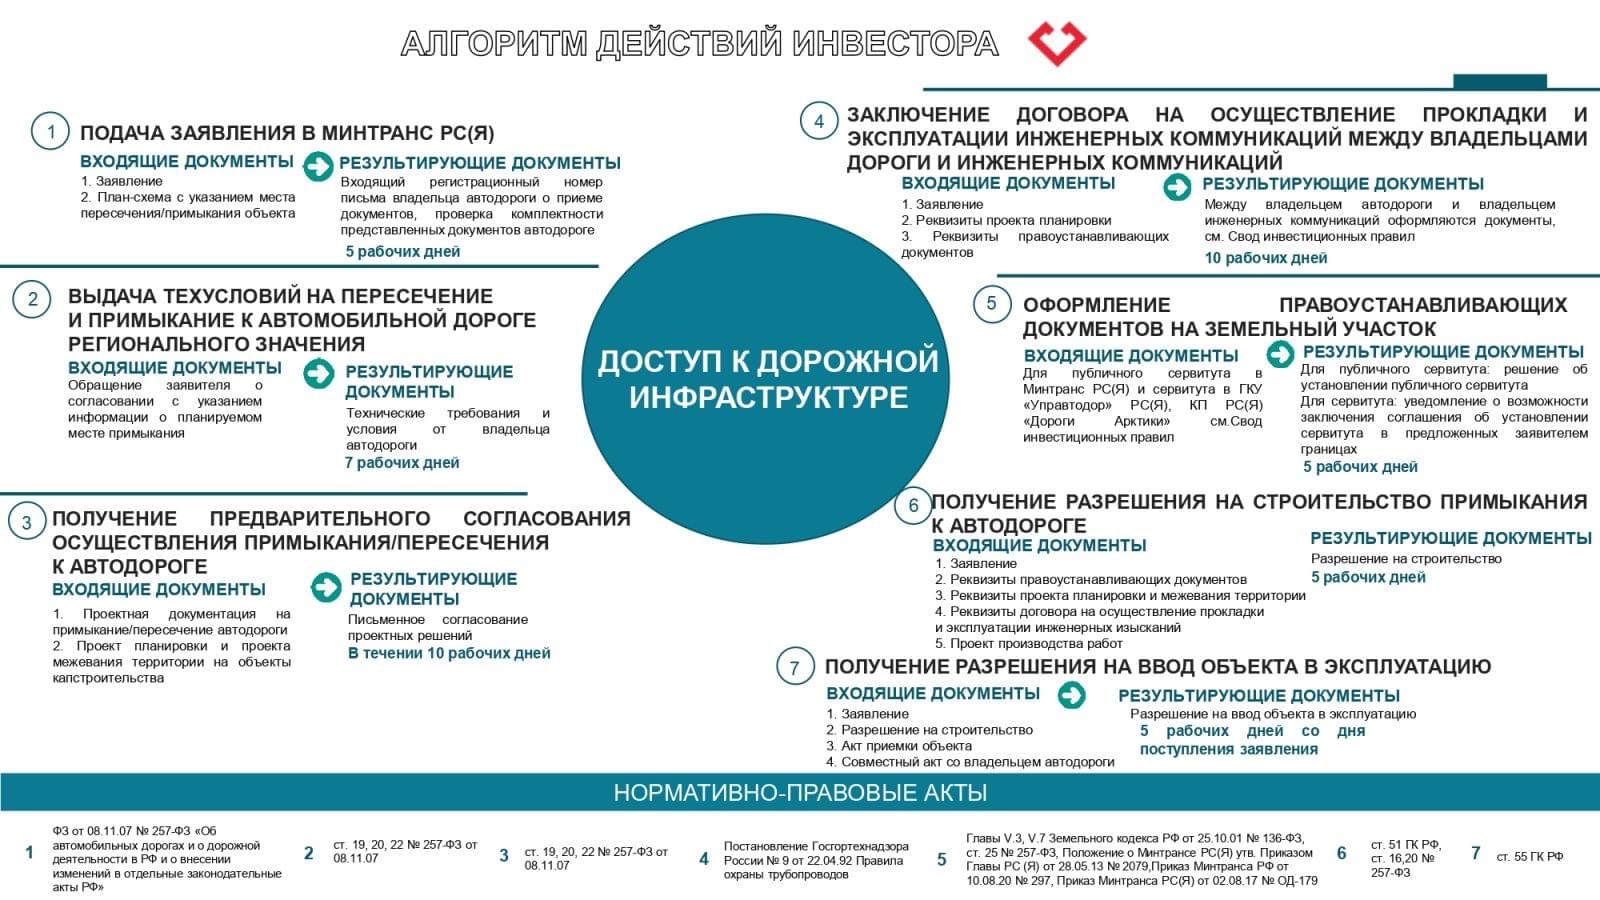 АЛГОРИТМ ДЕЙСТВИЙ ИНВЕСТОРА
1
ПОДАЧА ЗАЯВЛЕНИЯ В МИНТРАНС РС(Я)
ВХОДЯЩИЕ ДОКУМЕНТЫ
1. Заявление
2. План-схема с указанием места
пересечения/примыкания объекта
РЕЗУЛЬТИРУЮЩИЕ ДОКУМЕНТЫ
Входящий регистрационный номер
письма владельца автодороги о приеме
документов, проверка комплектности
представленных документов автодороге
5 рабочих дней
2
ВЫДАЧА ТЕХУСЛОВИЙ НА ПЕРЕСЕЧЕНИЕ
И ПРИМЫКАНИЕ К АВТОМОБИЛЬНОЙ ДОРОГЕ
РЕГИОНАЛЬНОГО ЗНАЧЕНИЯ
ВХОДЯЩИЕ ДОКУМЕНТЫ
Обращение заявителя о
согласовании с указанием
информации о планируемом
месте примыкания
РЕЗУЛЬТИРУЮЩИЕ
ДОКУМЕНТЫ
Технические требования и
условия от владельца
автодороги
7 рабочих дней
3
ПОЛУЧЕНИЕ ПРЕДВАРИТЕЛЬНОГО СОГЛАСОВАНИЯ
ОСУЩЕСТВЛЕНИЯ ПРИМЫКАНИЯ/ПЕРЕСЕЧЕНИЯ
К АВТОДОРОГЕ
ВХОДЯЩИЕ ДОКУМЕНТЫ
1. Проектная документация на
примыкание/пересечение автодороги
2. Проект планировки и проекта
межевания территории на объекты
капстроительства
РЕЗУЛЬТИРУЮЩИЕ
ДОКУМЕНТЫ
Письменное согласование
проектных решений
В течении 10 рабочих дней
ДОСТУП К ДОРОЖНОЙ
ИНФРАСТРУКТУРЕ
4
ЗАКЛЮЧЕНИЕ ДОГОВОРА НА ОСУЩЕСТВЛЕНИЕ ПРОКЛАДКИ И
ЭКСПЛУАТАЦИИ ИНЖЕНЕРНЫХ КОММУНИКАЦИЙ МЕЖДУ ВЛАДЕЛЬЦАМИ
ДОРОГИ И ИНЖЕНЕРНЫХ КОММУНИКАЦИЙ
ВХОДЯЩИЕ ДОКУМЕНТЫ
1. Заявление
2. Реквизиты проекта планировки
3. Реквизиты правоустанавливающих
документов
РЕЗУЛЬТИРУЮЩИЕ ДОКУМЕНТЫ
Между владельцем автодороги и владельцем
инженерных коммуникаций оформляются документы,
см. Свод инвестиционных правил
10 рабочих дней
5
ОФОРМЛЕНИЕ ПРАВОУСТАНАВЛИВАЮЩИХ
ДОКУМЕНТОВ НА ЗЕМЕЛЬНЫЙ УЧАСТОК
ВХОДЯЩИЕ ДОКУМЕНТЫ
Для публичного сервитута в
Минтранс РС(Я) и сервитута в ГКУ
«Управтодор» РС(Я), КП РС(Я)
«Дороги Арктики» см.Свод
инвестиционных правил
РЕЗУЛЬТИРУЮЩИЕ ДОКУМЕНТЫ
Для публичного сервитута: решение об
установлении публичного сервитута
Для сервитута: уведомление о возможности
заключения соглашения об установлении
сервитута в предложенных заявителем
границах
5 рабочих дней
6
ПОЛУЧЕНИЕ РАЗРЕШЕНИЯ НА СТРОИТЕЛЬСТВО ПРИМЫКАНИЯ
К АВТОДОРОГЕ
ВХОДЯЩИЕ ДОКУМЕНТЫ
1. Заявление
2. Реквизиты правоустанавливающих документов
3. Реквизиты проекта планировки и межевания территории
4. Реквизиты договора на осуществление прокладки
и эксплуатации инженерных изысканий
5. Проект производства работ
РЕЗУЛЬТИРУЮЩИЕ ДОКУМЕНТЫ
Разрешение на строительство
5 рабочих дней
7
ПОЛУЧЕНИЕ РАЗРЕШЕНИЯ НА ВВОД ОБЪЕКТА В ЭКСПЛУАТАЦИЮ
ВХОДЯЩИЕ ДОКУМЕНТЫ
1. Заявление
2. Разрешение на строительство
3. Акт приемки объекта
4. Совместный акт со владельцем автодороги
РЕЗУЛЬТИРУЮЩИЕ ДОКУМЕНТЫ
Разрешение на ввод объекта в эксплуатацию
5 рабочих дней со дня
поступления заявления
НОРМАТИВНО-ПРАВОВЫЕ АКТЫ
1
ФЗ от 08.11.07 № 257-ФЗ «Об
автомобильных дорогах и о дорожной
деятельности в РФ и о внесении
изменений в отдельные законодательные
акты РФ»
2
ст. 19, 20, 22 № 257-ФЗ от
08.11.07
3
ст. 19, 20, 22 № 257-ФЗ от
08.11.07
4
Постановление Госгортехнадзора
России № 9 от 22.04.92 Правила
охраны трубопроводов
5
Главы V.3, V.7 Земельного кодекса РФ от 25.10.01 № 136-ФЗ,
ст. 25 № 257-ФЗ, Положение о Минтрансе РС(Я) утв. Приказом
Главы РС (Я) от 28.05.13 № 2079,Приказ Минтранса РФ от
10.08.20 № 297, Приказ Минтранса РС(Я) от 02.08.17 № ОД-179
6
ст. 51 ГК РФ,
ст. 16,20 №
257-ФЗ
7
ст. 55 ГК РФ